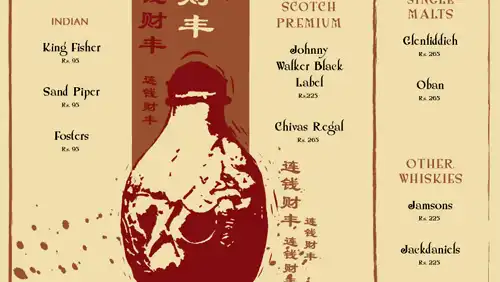 INDIAN
King Fisher
Rs. 95
Sand Piper
Rs. 95
Fosters
Rs. 95
钱财丰
财丰
连钱财丰
连钱财丰
连钱财丰
连钱财
SCOTCH
PREMIUM
Johnny
Walker Black
Label
Rs.225
Chivas Regal
Rs. 265
SINGLE
MALTS
Glenfiddich
Rs. 265
Oban
Rs. 265
OTHER
WHISKIES
Jamsons
Rs. 225
Jackdaniels
Rs. 225